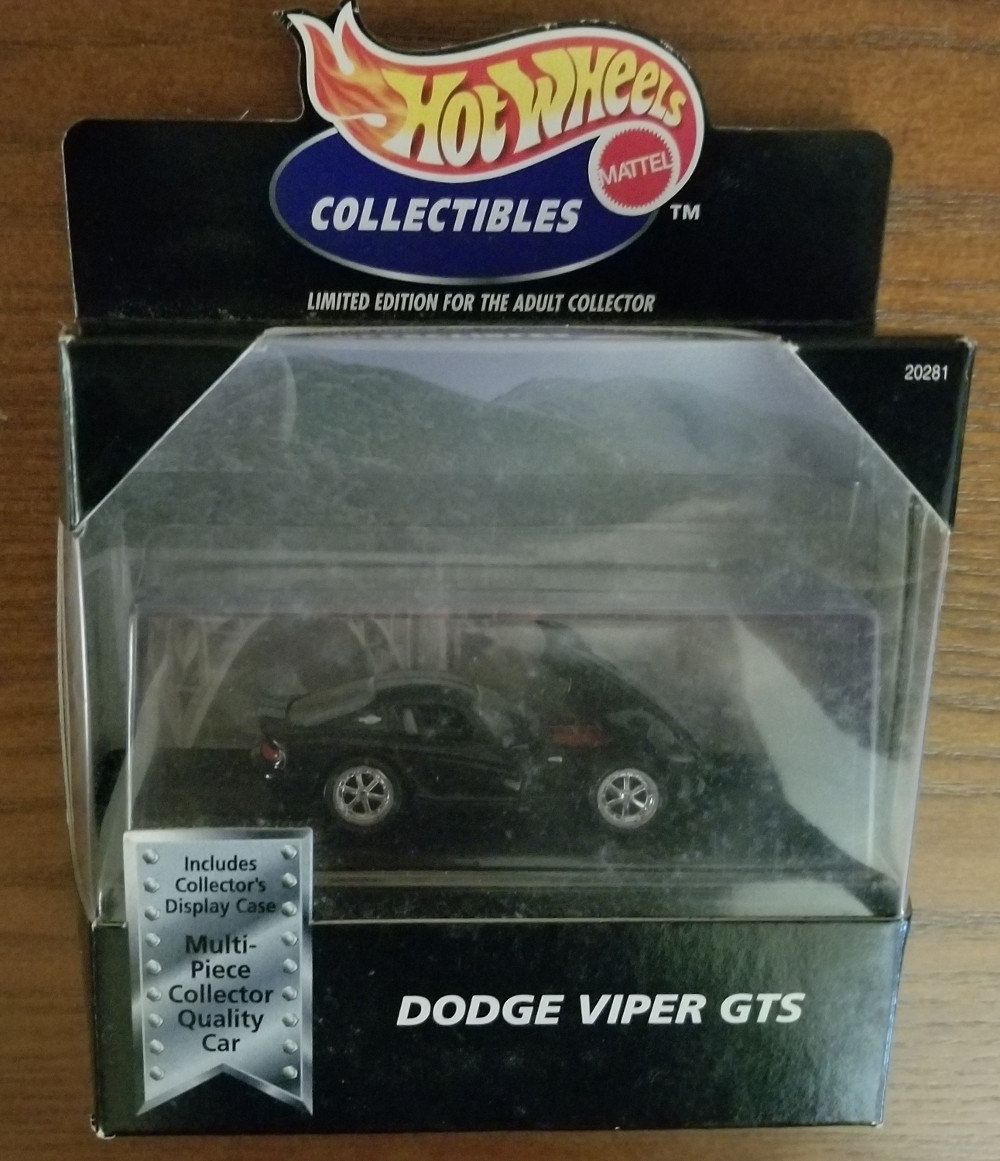 Hot Wheels
MATTEL
COLLECTIBLES
TM
LIMITED EDITION FOR THE ADULT COLLECTOR
20281
Includes
Collector's
Display Case
Multi-
Piece
Collector
Quality
Car
DODGE VIPER GTS